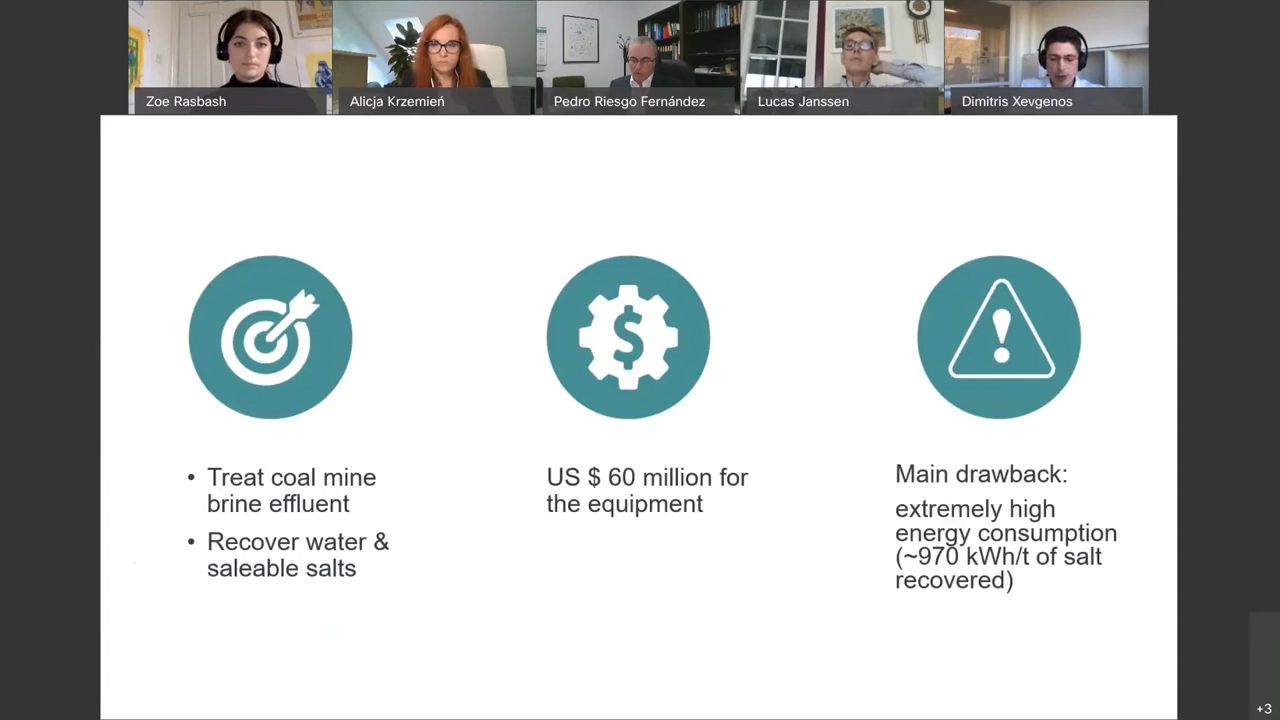 Zoe Rasbash
Alicja Krzemień
Pedro Riesgo Fernández
Lucas Janssen
Dimitris Xevgenos
• Treat coal mine
brine effluent
• Recover water &
saleable salts
$
US $ 60 million for
the equipment
!
Main drawback:
extremely high
energy consumption
(~970 kWh/t of salt
recovered)
+3